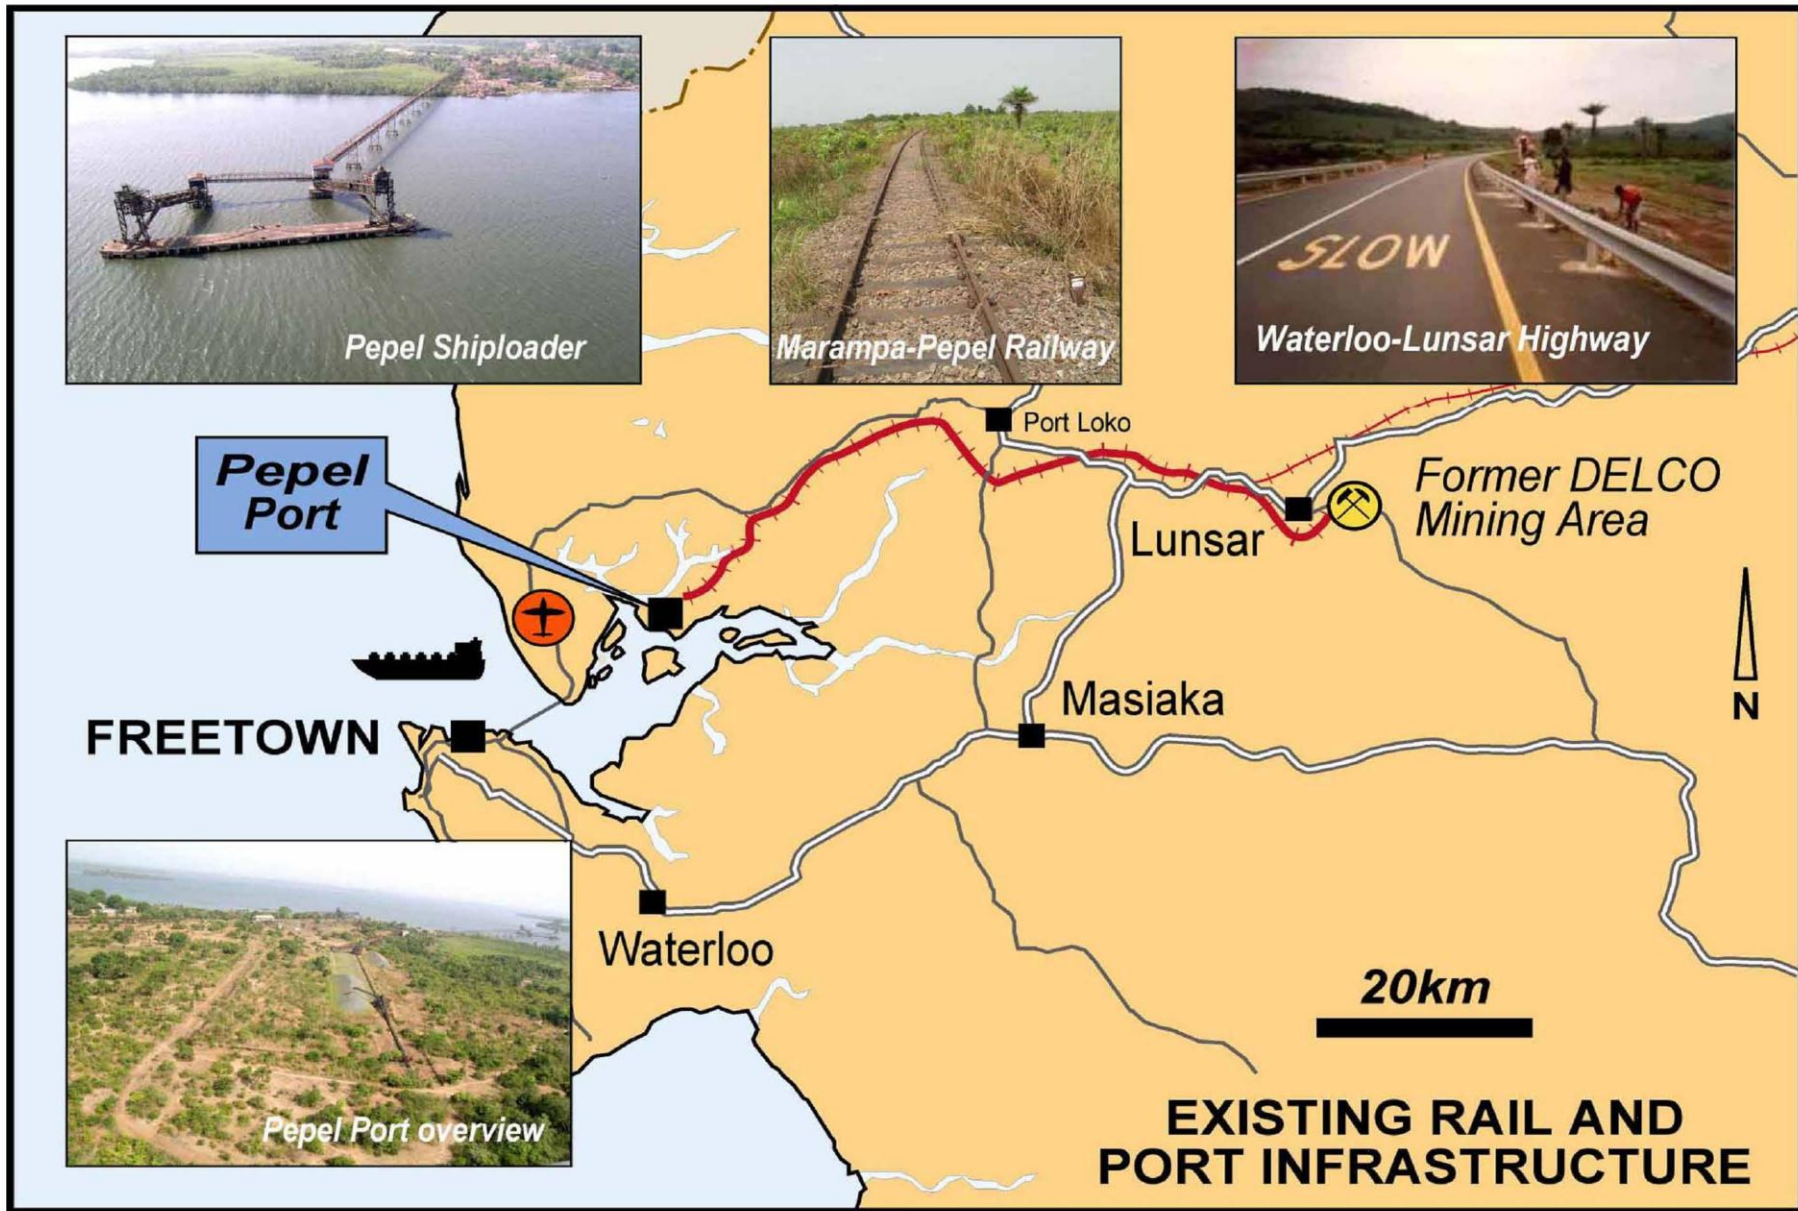 Pepel Shiploader
Marampa-Pepel Railway
SLOW
Waterloo-Lunsar Highway
Pepel
Port
Port Loko
Former DELCO
Mining Area
Lunsar
Masiaka
N
FREETOWN
Waterloo
20km
Pepel Port overview
EXISTING RAIL AND
PORT INFRASTRUCTURE